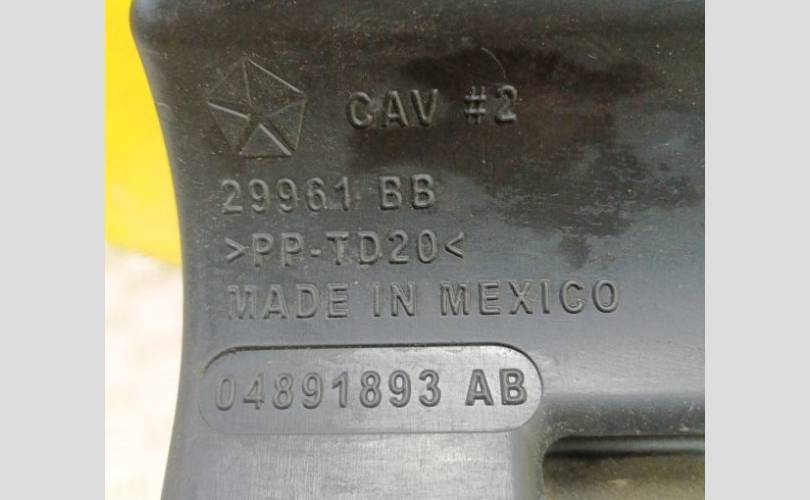 CAV #2
29961 BB
>PP-TD20<
MADE IN MEXICO
04891893 AB